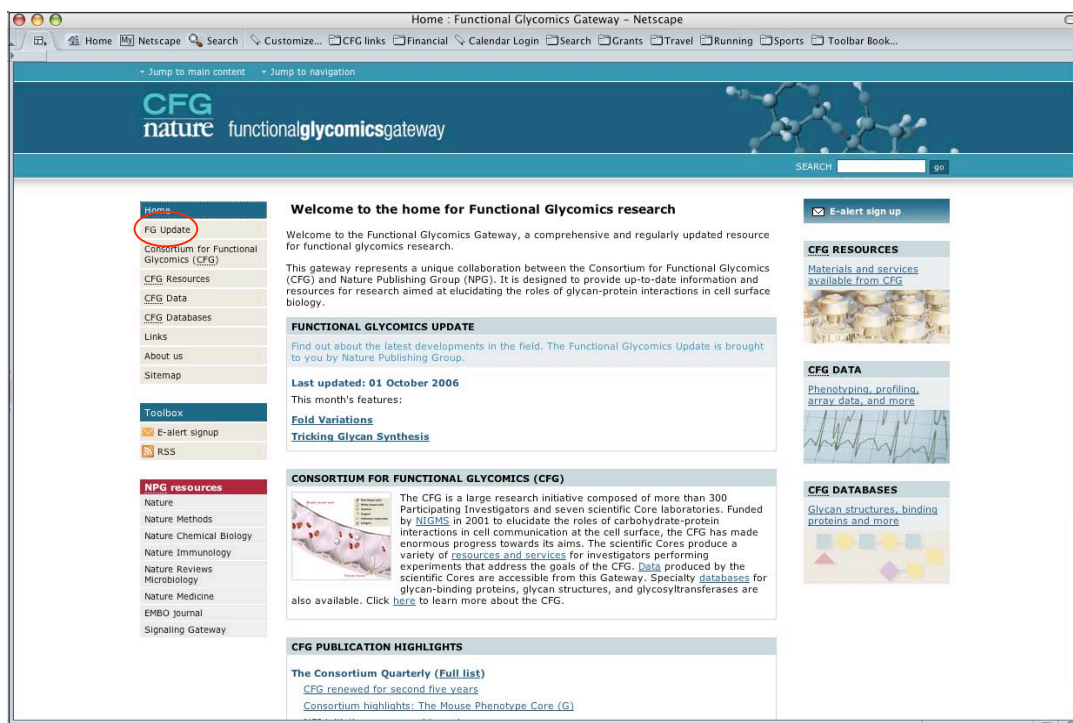 Home : Functional Glycomics Gateway – Netscape
Home My Netscape Search Customize... CFG links Financial Calendar Login Search Grants Travel Running Sports Toolbar Book...
Jump to main content Jump to navigation
CFG
nature functionalglycomicsgateway
SEARCH go
Home
FG Update
Consortium for Functional
Glycomics (CFG)
CFG Resources
CFG Data
CFG Databases
Links
About us
Sitemap
Toolbox
E-alert signup
RSS
NPG resources
Nature
Nature Methods
Nature Chemical Biology
Nature Immunology
Nature Reviews
Microbiology
Nature Medicine
EMBO journal
Signaling Gateway
Welcome to the home for Functional Glycomics research
Welcome to the Functional Glycomics Gateway, a comprehensive and regularly updated resource
for functional glycomics research.
This gateway represents a unique collaboration between the Consortium for Functional Glycomics
(CFG) and Nature Publishing Group (NPG). It is designed to provide up-to-date information and
resources for research aimed at elucidating the roles of glycan-protein interactions in cell surface
biology.
FUNCTIONAL GLYCOMICS UPDATE
Find out about the latest developments in the field. The Functional Glycomics Update is brought
to you by Nature Publishing Group.
Last updated: 01 October 2006
This month's features:
Fold Variations
Tricking Glycan Synthesis
CONSORTIUM FOR FUNCTIONAL GLYCOMICS (CFG)
The CFG is a large research initiative composed of more than 300
Participating Investigators and seven scientific Core laboratories. Funded
by NIGMS in 2001 to elucidate the roles of carbohydrate-protein
interactions in cell communication at the cell surface, the CFG has made
enormous progress towards its aims. The scientific Cores produce a
variety of resources and services for investigators performing
experiments that address the goals of the CFG. Data produced by the
scientific Cores are accessible from this Gateway. Specialty databases for
glycan-binding proteins, glycan structures, and glycosyltransferases are
also available. Click here to learn more about the CFG.
CFG PUBLICATION HIGHLIGHTS
The Consortium Quarterly (Full list)
CFG renewed for second five years
Consortium highlights: The Mouse Phenotype Core (G)
E-alert sign up
CFG RESOURCES
Materials and services
available from CFG
CFG DATA
Phenotyping, profiling,
array data, and more
CFG DATABASES
Glycan structures, binding
proteins and more